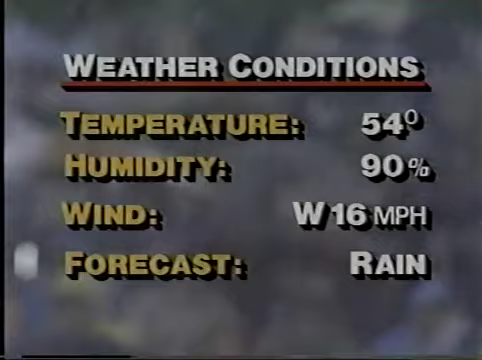 WEATHER CONDITIONS
TEMPERATURE: 54°
HUMIDITY: 90%
WIND: W 16 MPH
FORECAST: RAIN